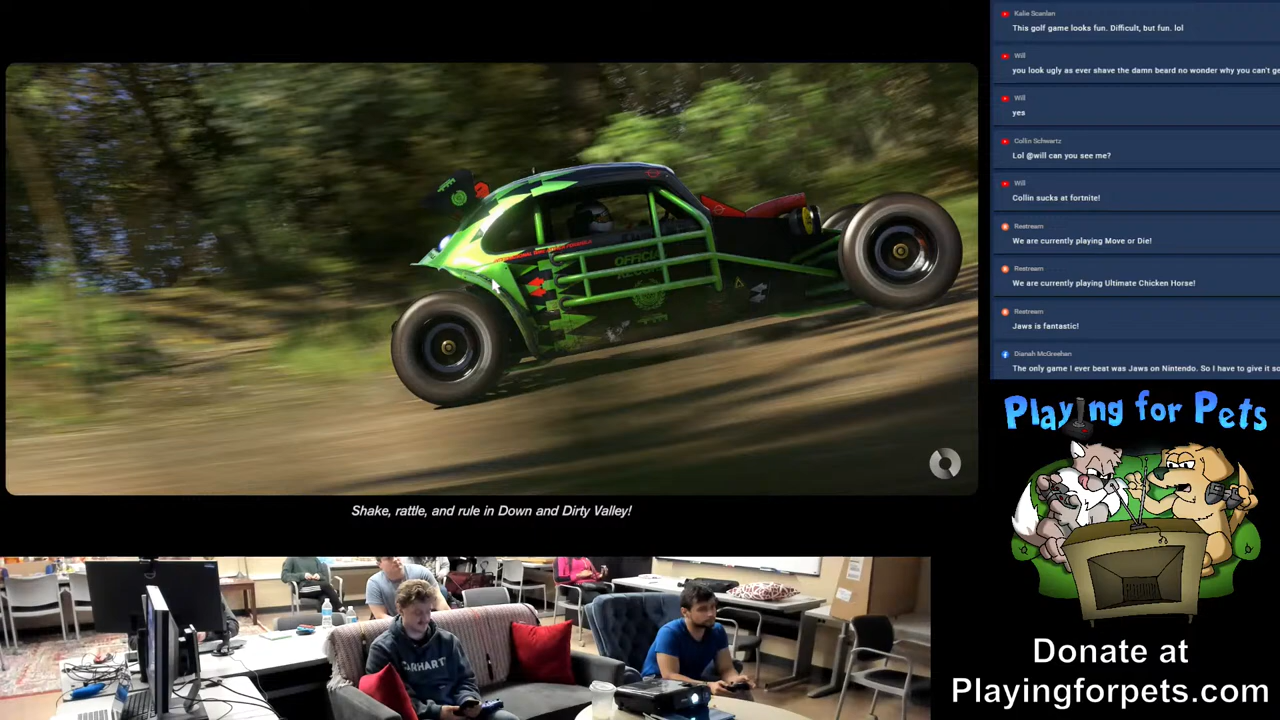 Kalie Scanlan
This golf game looks fun. Difficult, but fun. lol
Will
you look ugly as ever shave the damn beard no wonder why you can't ge
Will
yes
Collin Schwartz
Lol @will can you see me?
Will
Collin sucks at fortnite!
Restream
We are currently playing Move or Die!
Restream
We are currently playing Ultimate Chicken Horse!
Restream
Jaws is fantastic!
Dianah McGreehan
The only game I ever beat was Jaws on Nintendo. So I have to give it so
OFFICIAL
Shake, rattle, and rule in Down and Dirty Valley!
Playing for Pets
CARHARTT
Donate at
Playingforpets.com